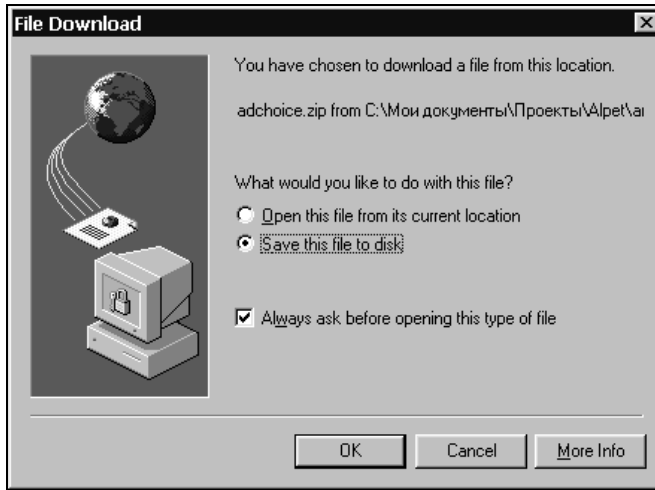 File Download
You have chosen to download a file from this location.
adchoice.zip from C:\Мои документы\Проекты\Alpet\ar
What would you like to do with this file?
Open this file from its current location
Save this file to disk
Always ask before opening this type of file
OK Cancel More Info